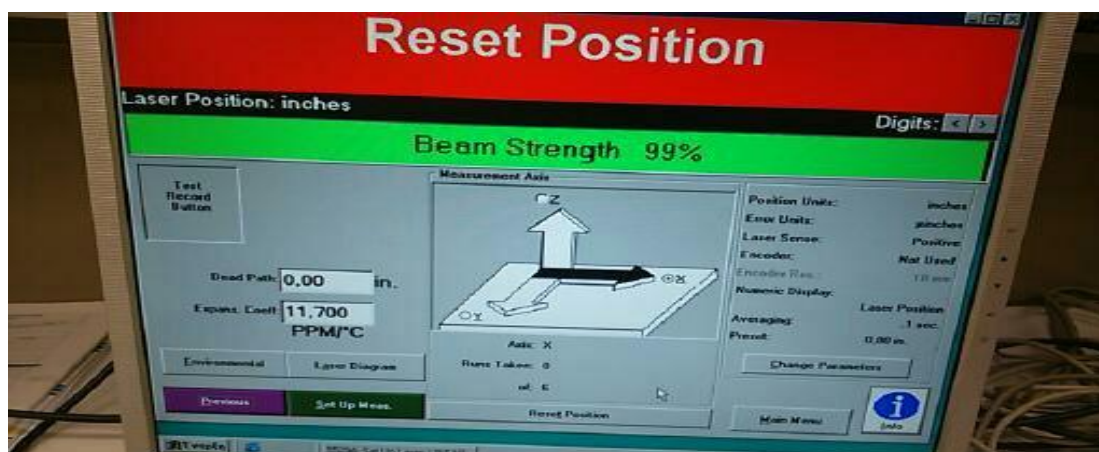 Reset Position
Laser Position: inches
Digits: < >
Beam Strength 99%
Test
Record
Button
Dead Path: 0,00 in.
Expans. Coeff: 11,700
PPM/°C
Environmental
Laser Diagram
Previous
Set Up Meas.
Measurement Axis
Z
X
Y
Axis: X
Runs Taken: 0
of: 6
Reset Position
Position Units: inches
Error Units: µinches
Laser Sense: Positive
Encoder: Not Used
Encoder Res.:
Numeric Display:
Laser Position
Averaging: .1 sec.
Preset: 0,00 in.
Change Parameters
Main Menu
Info